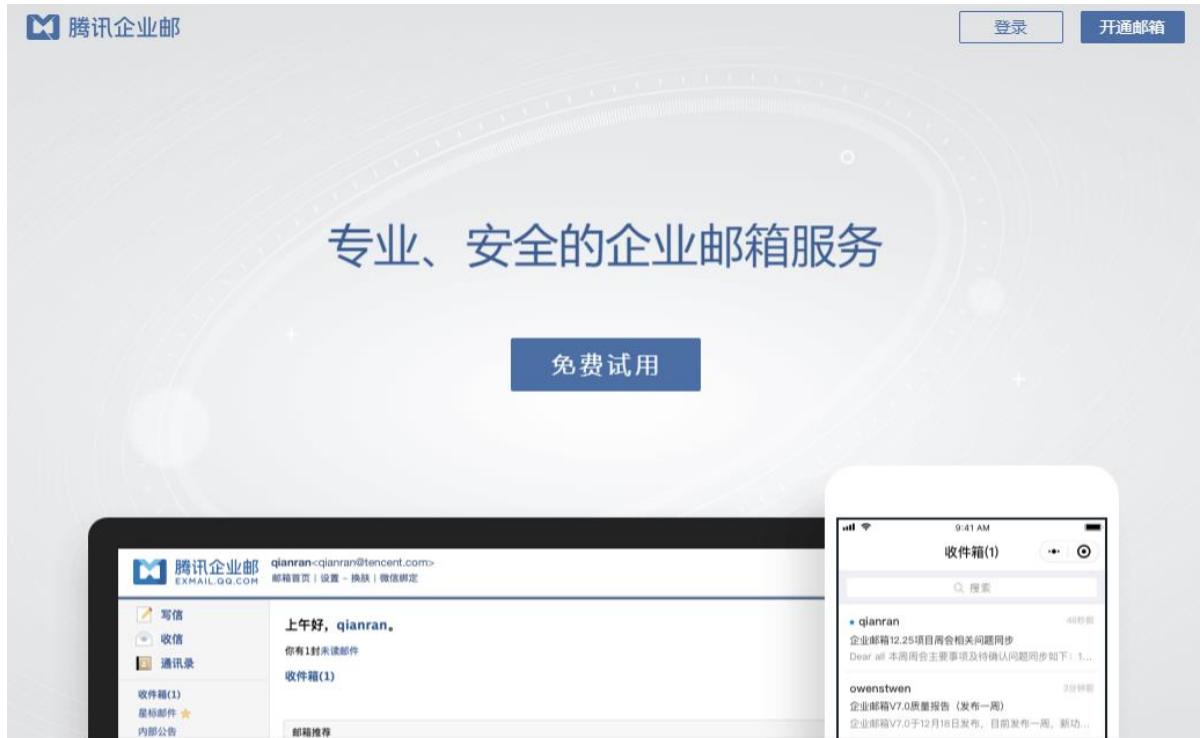 腾讯企业邮
登录
开通邮箱
专业、安全的企业邮箱服务
免费试用
腾讯企业邮
EXMAIL.QQ.COM
qianran<qianran@tencent.com>
邮箱首页 | 设置 - 换肤 | 微信绑定
写信
收信
通讯录
收件箱(1)
星标邮件
内部公告
上午好，qianran。
你有1封未读邮件
收件箱(1)
邮箱推荐
9:41 AM
收件箱(1)
搜索
qianran
46秒前
企业邮箱12.25项目周会相关问题同步
Dear all 本周周会主要事项及待确认问题同步如下：1...
owenstwen
3分钟前
企业邮箱V7.0质量报告（发布一周）
企业邮箱V7.0于12月18日发布，目前发布一周，新功...